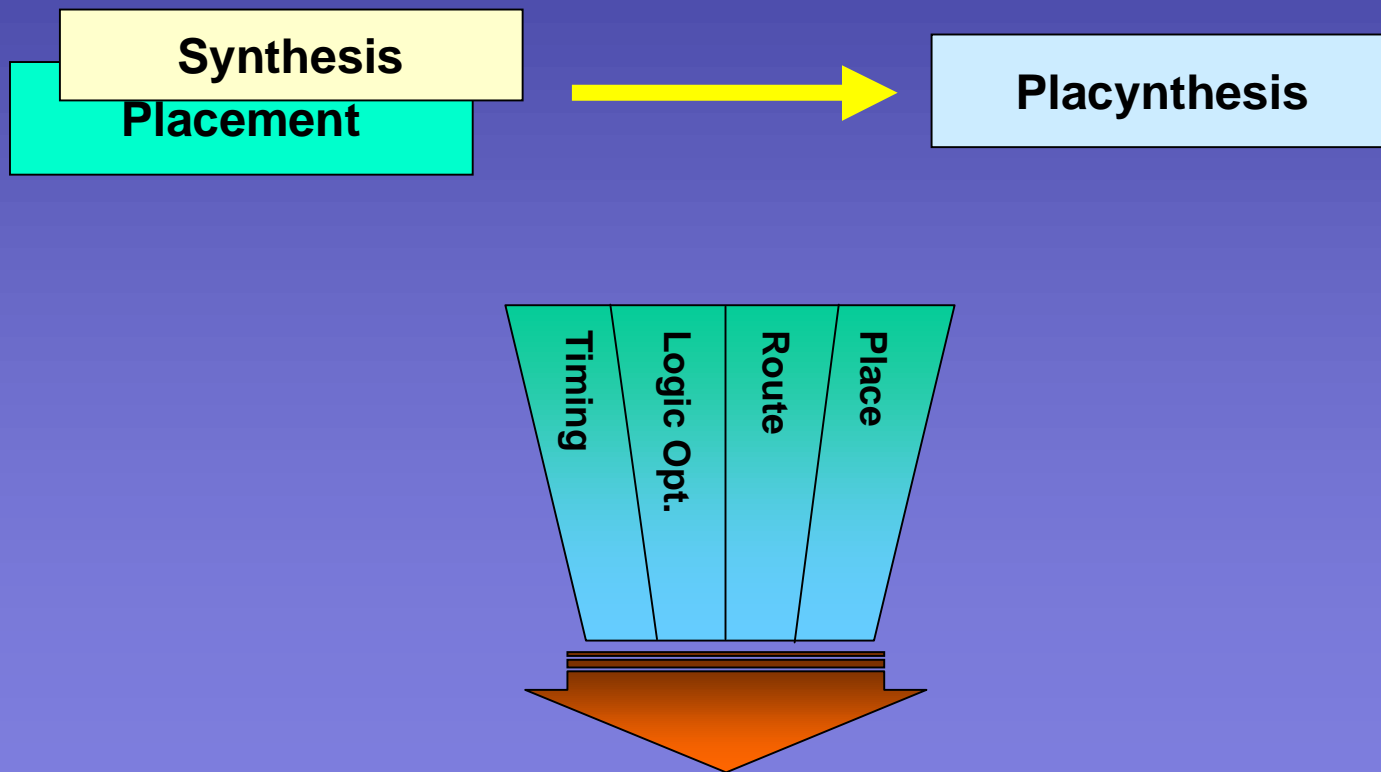 Synthesis
Placement
Placynthesis
Timing
Logic Opt.
Route
Place